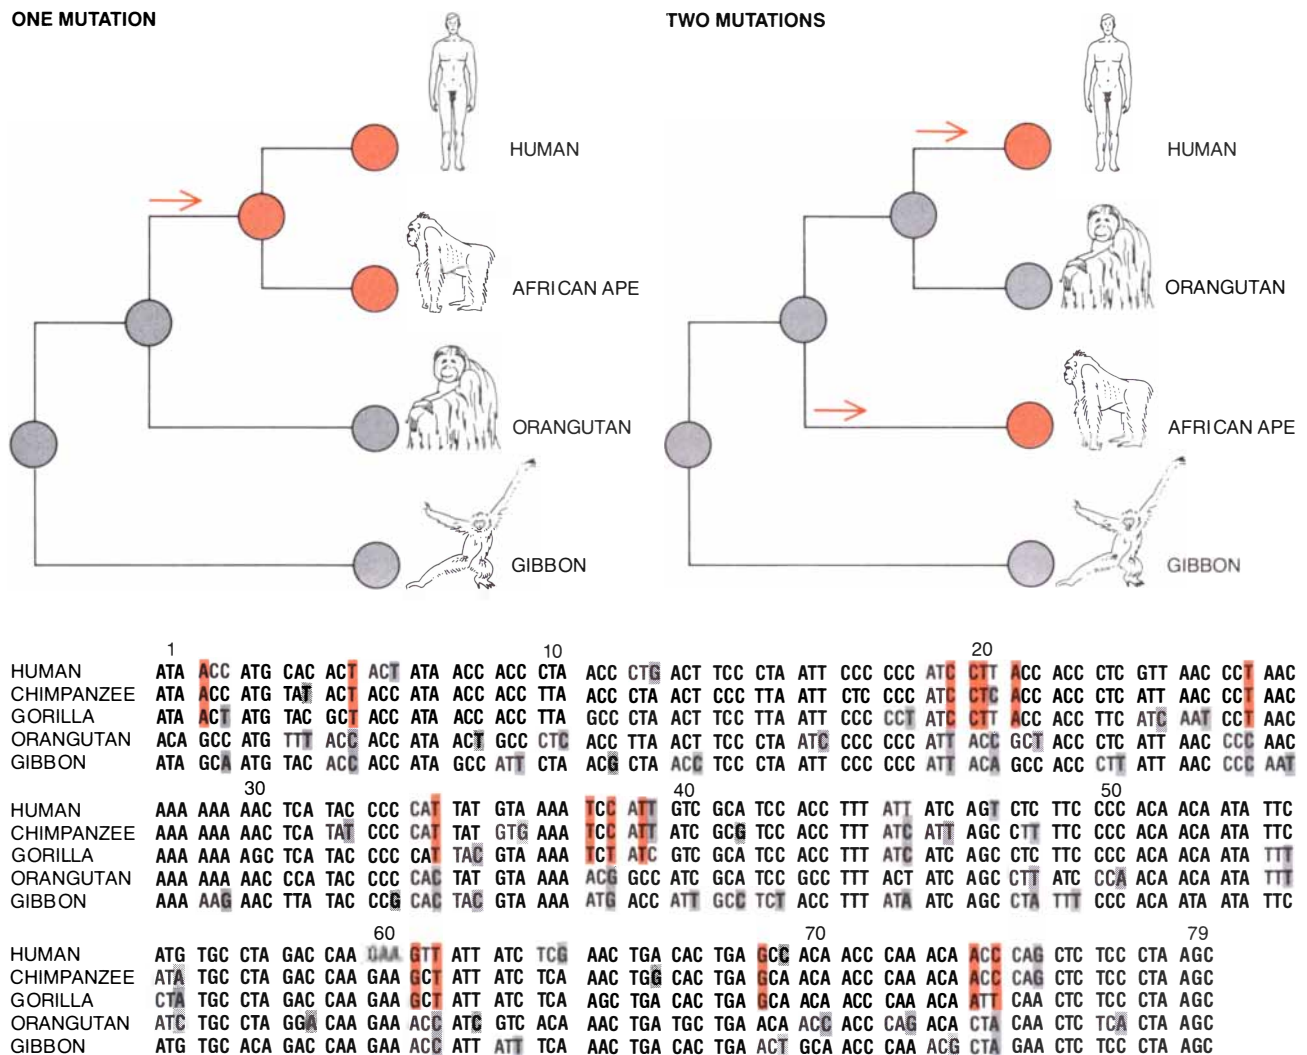 ONE MUTATION
TWO MUTATIONS
HUMAN
HUMAN
AFRICAN APE
ORANGUTAN
ORANGUTAN
AFRICAN APE
GIBBON
GIBBON
1 10 20
HUMAN ATA ACC ATG CAC ACT ACT ATA ACC ACC CTA ACC CTG ACT TCC CTA ATT CCC CCC ATC CTT ACC ACC CTC GTT AAC CCT AAC
CHIMPANZEE ATA ACC ATG TAT ACT ACC ATA ACC ACC TTA ACC CTA ACT CCC TTA ATT CTC CCC ATC CTC ACC ACC CTC ATT AAC CCT AAC
GORILLA ATA ACT ATG TAC GCT ACC ATA ACC ACC TTA GCC CTA ACT TCC TTA ATT CCC CCT ATC CTT ACC ACC TTC ATC AAT CCT AAC
ORANGUTAN ACA GCC ATG TTT ACC ACC ATA ACT GCC CTC ACC TTA ACT TCC CTA ATC CCC CCC ATT ACC GCT ACC CTC ATT AAC CCC AAC
GIBBON ATA GCA ATG TAC ACC ACC ATA GCC ATT CTA ACG CTA ACC TCC CTA ATT CCC CCC ATT ACA GCC ACC CTT ATT AAC CCC AAT
30 40 50
HUMAN AAA AAA AAC TCA TAC CCC CAT TAT GTA AAA TCC ATT GTC GCA TCC ACC TTT ATT ATC AGT CTC TTC CCC ACA ACA ATA TTC
CHIMPANZEE AAA AAA AAC TCA TAT CCC CAT TAT GTG AAA TCC ATT ATC GCG TCC ACC TTT ATC ATT AGC CTT TTC CCC ACA ACA ATA TTC
GORILLA AAA AAA AGC TCA TAC CCC CAT TAC GTA AAA TCT ATC GTC GCA TCC ACC TTT ATC ATC AGC CTC TTC CCC ACA ACA ATA TTT
ORANGUTAN AAA AAA AAC CCA TAC CCC CAC TAT GTA AAA ACG GCC ATC GCA TCC GCC TTT ACT ATC AGC CTT ATC CCA ACA ACA ATA TTT
GIBBON AAA AAG AAC TTA TAC CCG CAC TAC GTA AAA ATG ACC ATT GCC TCT ACC TTT ATA ATC AGC CTA TTT CCC ACA ATA ATA TTC
60 70 79
HUMAN ATG TGC CTA GAC CAA GAA GTT ATT ATC TCG AAC TGA CAC TGA GCC ACA ACC CAA ACA ACC CAG CTC TCC CTA AGC
CHIMPANZEE ATA TGC CTA GAC CAA GAA GCT ATT ATC TCA AAC TGG CAC TGA GCA ACA ACC CAA ACA ACC CAG CTC TCC CTA AGC
GORILLA CTA TGC CTA GAC CAA GAA GCT ATT ATC TCA AGC TGA CAC TGA GCA ACA ACC CAA ACA ATT CAA CTC TCC CTA AGC
ORANGUTAN ATC TGC CTA GGA CAA GAA ACC ATC GTC ACA AAC TGA TGC TGA ACA ACC ACC CAG ACA CTA CAA CTC TCA CTA AGC
GIBBON ATG TGC ACA GAC CAA GAA ACC ATT ATT TCA AAC TGA CAC TGA ACT GCA ACC CAA ACG CTA GAA CTC TCC CTA AGC